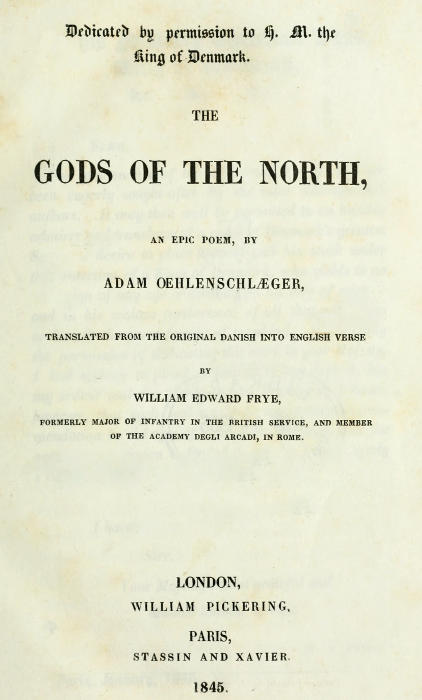 Dedicated by permission to H. M. the
King of Denmark.
THE
GODS OF THE NORTH,
AN EPIC POEM, BY
ADAM OEHLENSCHLÆGER,
TRANSLATED FROM THE ORIGINAL DANISH INTO ENGLISH VERSE
BY
WILLIAM EDWARD FRYE,
FORMERLY MAJOR OF INFANTRY IN THE BRITISH SERVICE, AND MEMBER
OF THE ACADEMY DEGLI ARCADI, IN ROME.
LONDON,
WILLIAM PICKERING,
PARIS,
STASSIN AND XAVIER.
1845.